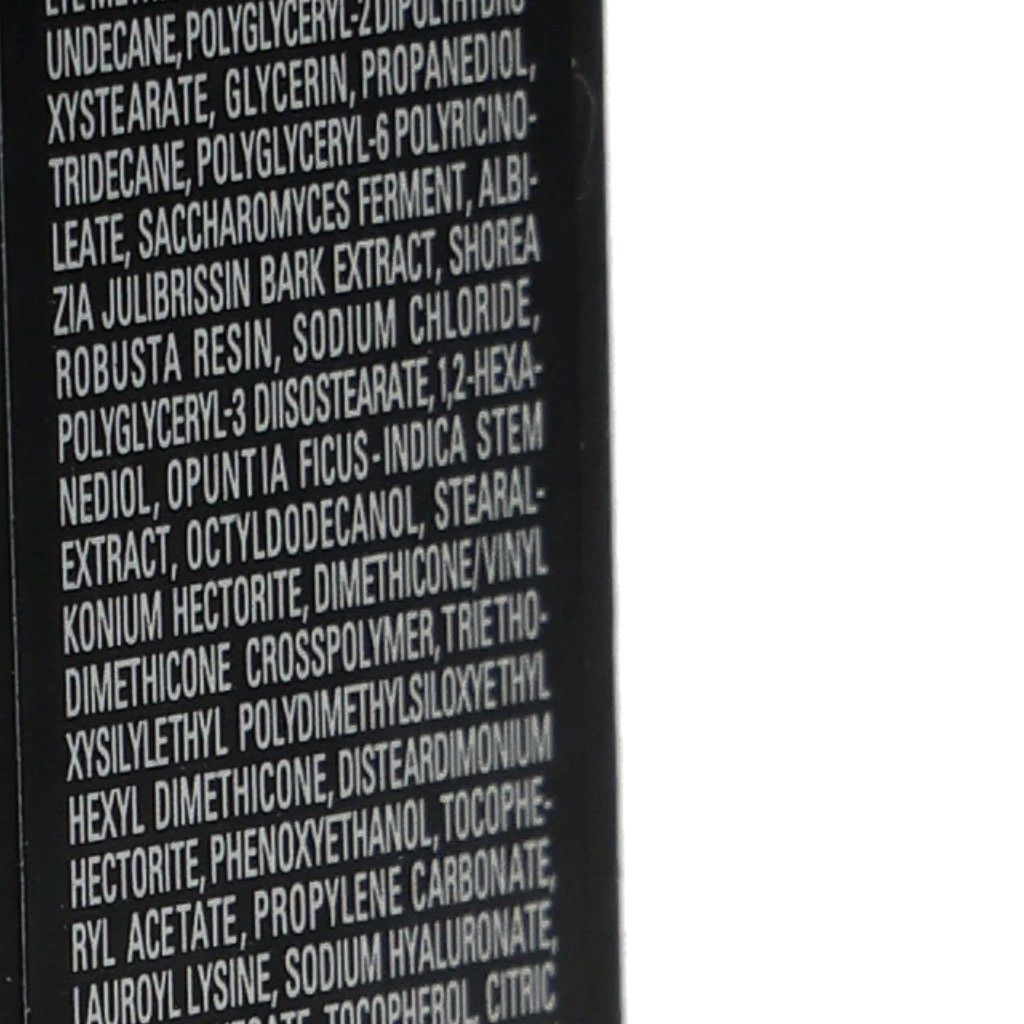 UNDECANE, POLYGLYCERYL-2 DIPOLYHYDRO
XYSTEARATE, GLYCERIN, PROPANEDIOL,
TRIDECANE, POLYGLYCERYL-6 POLYRICINO-
LEATE, SACCHAROMYCES FERMENT, ALBI-
ZIA JULIBRISSIN BARK EXTRACT, SHOREA
ROBUSTA RESIN, SODIUM CHLORIDE,
POLYGLYCERYL-3 DIISOSTEARATE, 1,2-HEXA-
NEDIOL, OPUNTIA FICUS-INDICA STEM
EXTRACT, OCTYLDODECANOL, STEARAL-
KONIUM HECTORITE, DIMETHICONE/VINYL
DIMETHICONE CROSSPOLYMER, TRIETHO-
XYSILYLETHYL POLYDIMETHYLSILOXYETHYL
HEXYL DIMETHICONE, DISTEARDIMONIUM
HECTORITE, PHENOXYETHANOL, TOCOPHE-
RYL ACETATE, PROPYLENE CARBONATE,
LAUROYL LYSINE, SODIUM HYALURONATE,
TOCOPHEROL, CITRIC